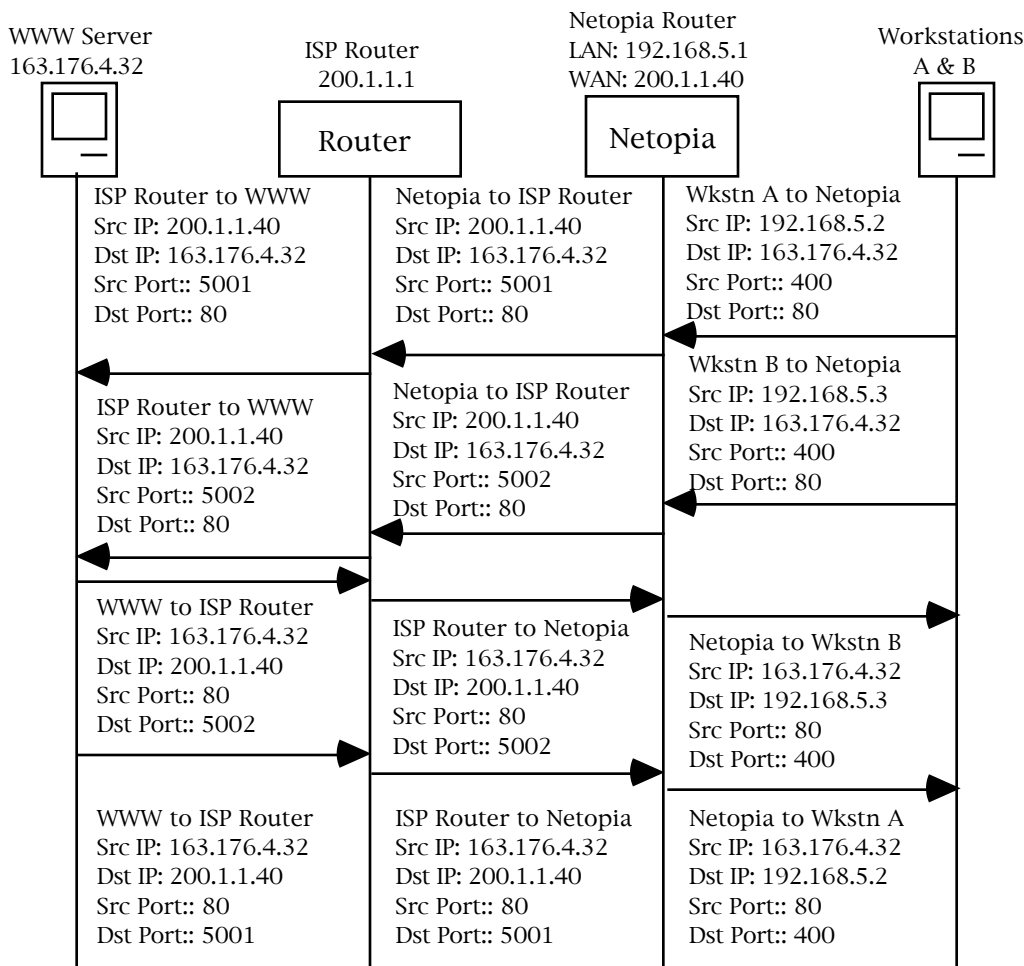 WWW Server
163.176.4.32
ISP Router
200.1.1.1
Netopia Router
LAN: 192.168.5.1
WAN: 200.1.1.40
Workstations
A & B
Router
Netopia
ISP Router to WWW
Src IP: 200.1.1.40
Dst IP: 163.176.4.32
Src Port:: 5001
Dst Port:: 80
Netopia to ISP Router
Src IP: 200.1.1.40
Dst IP: 163.176.4.32
Src Port:: 5001
Dst Port:: 80
Wkstn A to Netopia
Src IP: 192.168.5.2
Dst IP: 163.176.4.32
Src Port:: 400
Dst Port:: 80
ISP Router to WWW
Src IP: 200.1.1.40
Dst IP: 163.176.4.32
Src Port:: 5002
Dst Port:: 80
Netopia to ISP Router
Src IP: 200.1.1.40
Dst IP: 163.176.4.32
Src Port:: 5002
Dst Port:: 80
Wkstn B to Netopia
Src IP: 192.168.5.3
Dst IP: 163.176.4.32
Src Port:: 400
Dst Port:: 80
WWW to ISP Router
Src IP: 163.176.4.32
Dst IP: 200.1.1.40
Src Port:: 80
Dst Port:: 5002
ISP Router to Netopia
Src IP: 163.176.4.32
Dst IP: 200.1.1.40
Src Port:: 80
Dst Port:: 5002
Netopia to Wkstn B
Src IP: 163.176.4.32
Dst IP: 192.168.5.3
Src Port:: 80
Dst Port:: 400
WWW to ISP Router
Src IP: 163.176.4.32
Dst IP: 200.1.1.40
Src Port:: 80
Dst Port:: 5001
ISP Router to Netopia
Src IP: 163.176.4.32
Dst IP: 200.1.1.40
Src Port:: 80
Dst Port:: 5001
Netopia to Wkstn A
Src IP: 163.176.4.32
Dst IP: 192.168.5.2
Src Port:: 80
Dst Port:: 400